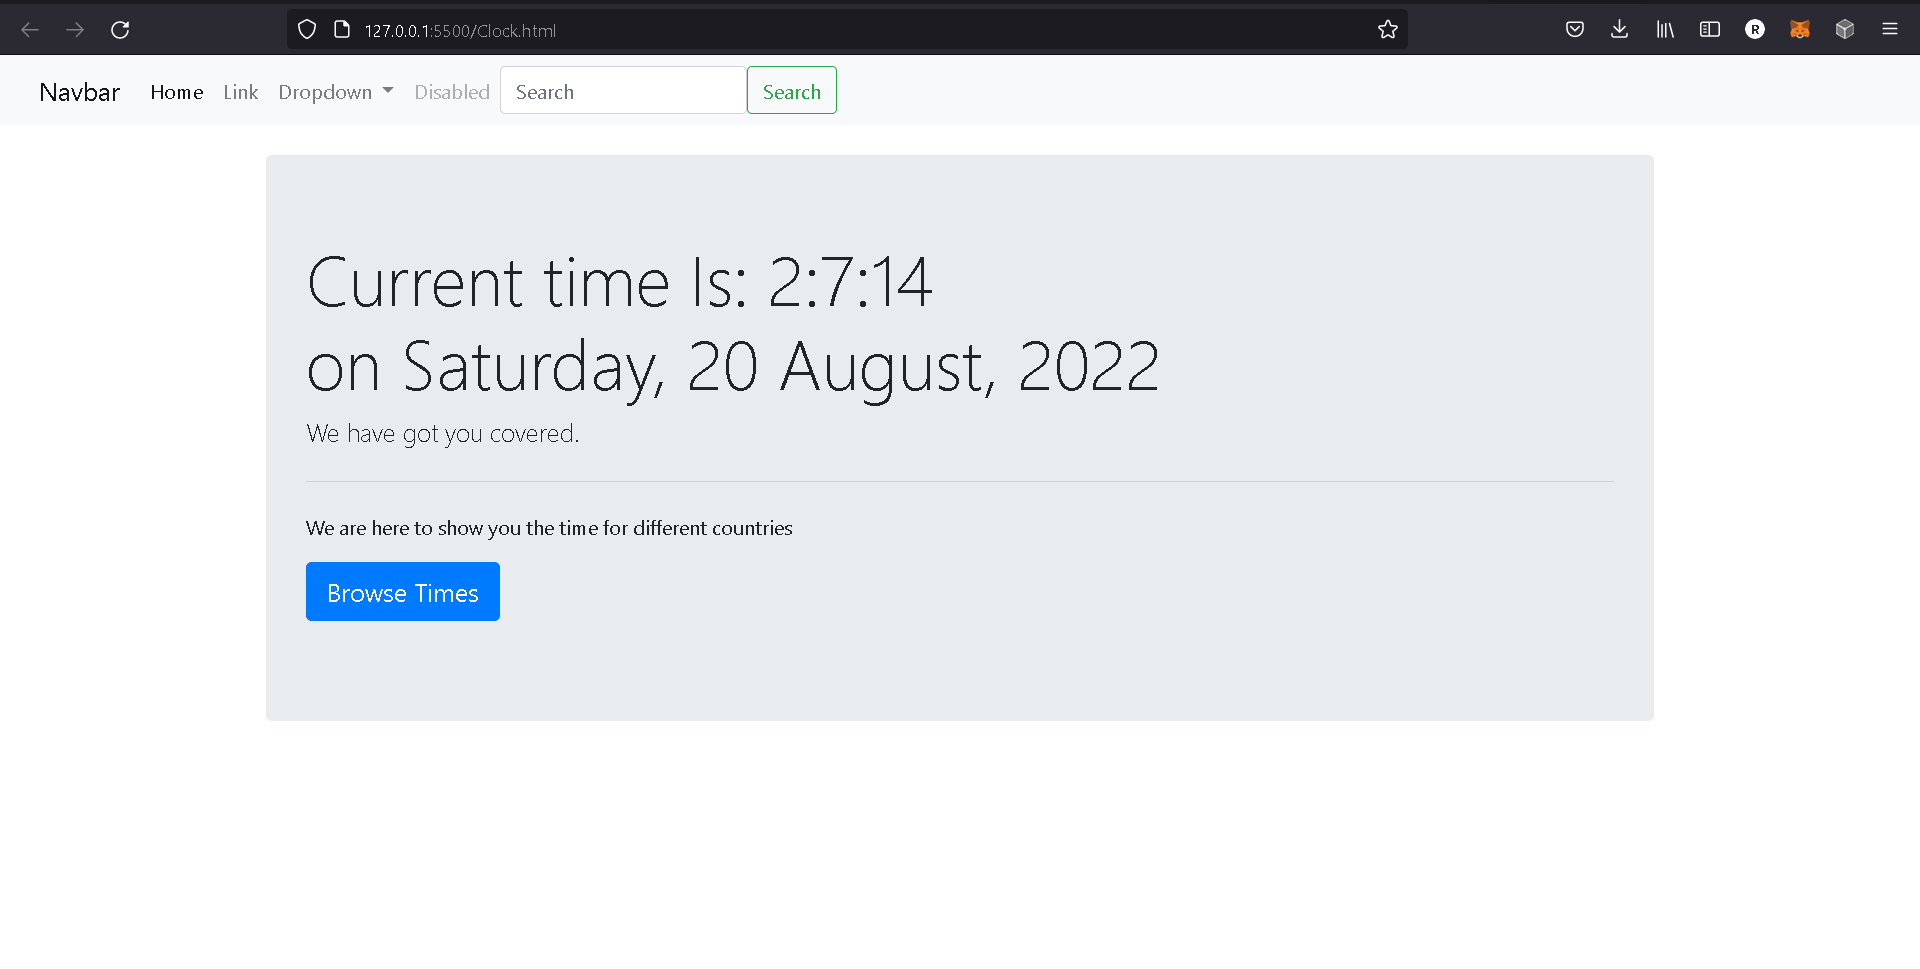 127.0.0.1:5500/Clock.html
R
Navbar Home Link Dropdown Disabled Search Search
Current time Is: 2:7:14
on Saturday, 20 August, 2022
We have got you covered.
We are here to show you the time for different countries
Browse Times